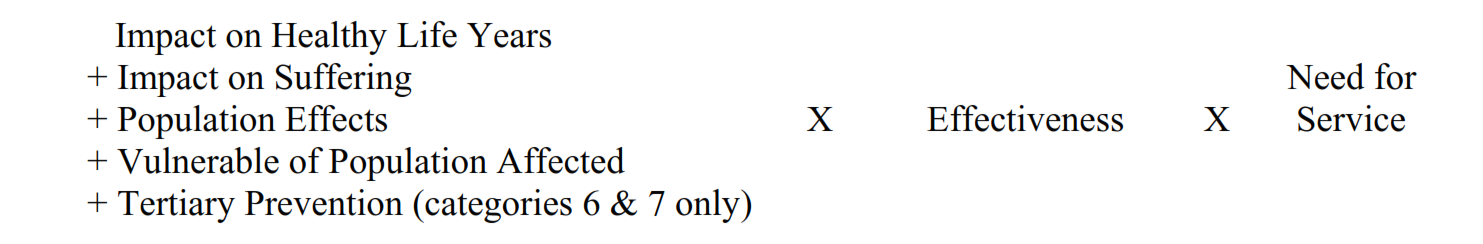 Impact on Healthy Life Years
+ Impact on Suffering
Need for
+ Population Effects X Effectiveness X Service
+ Vulnerable of Population Affected
+ Tertiary Prevention (categories 6 & 7 only)